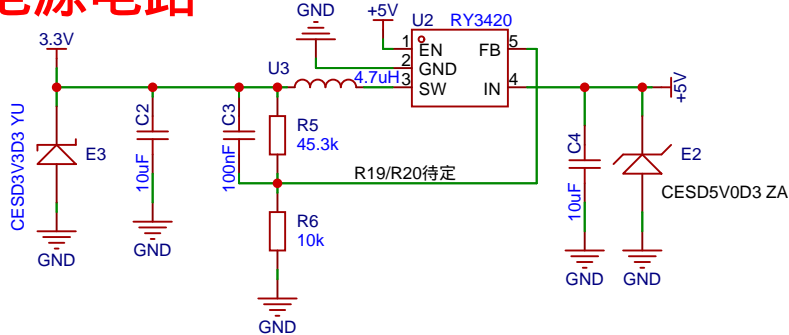 电源电路
GND
+5V
U2 RY3420
3.3V
1 EN
FB 5
2 GND
U3
4.7uH
3 SW
IN 4
+5V
CESD3V3D3 YU
E3
C2
10uF
C3
100nF
R5
45.3k
R19/R20待定
C4
10uF
E2
CESD5V0D3 ZA
R6
10k
GND
GND
GND
GND
GND